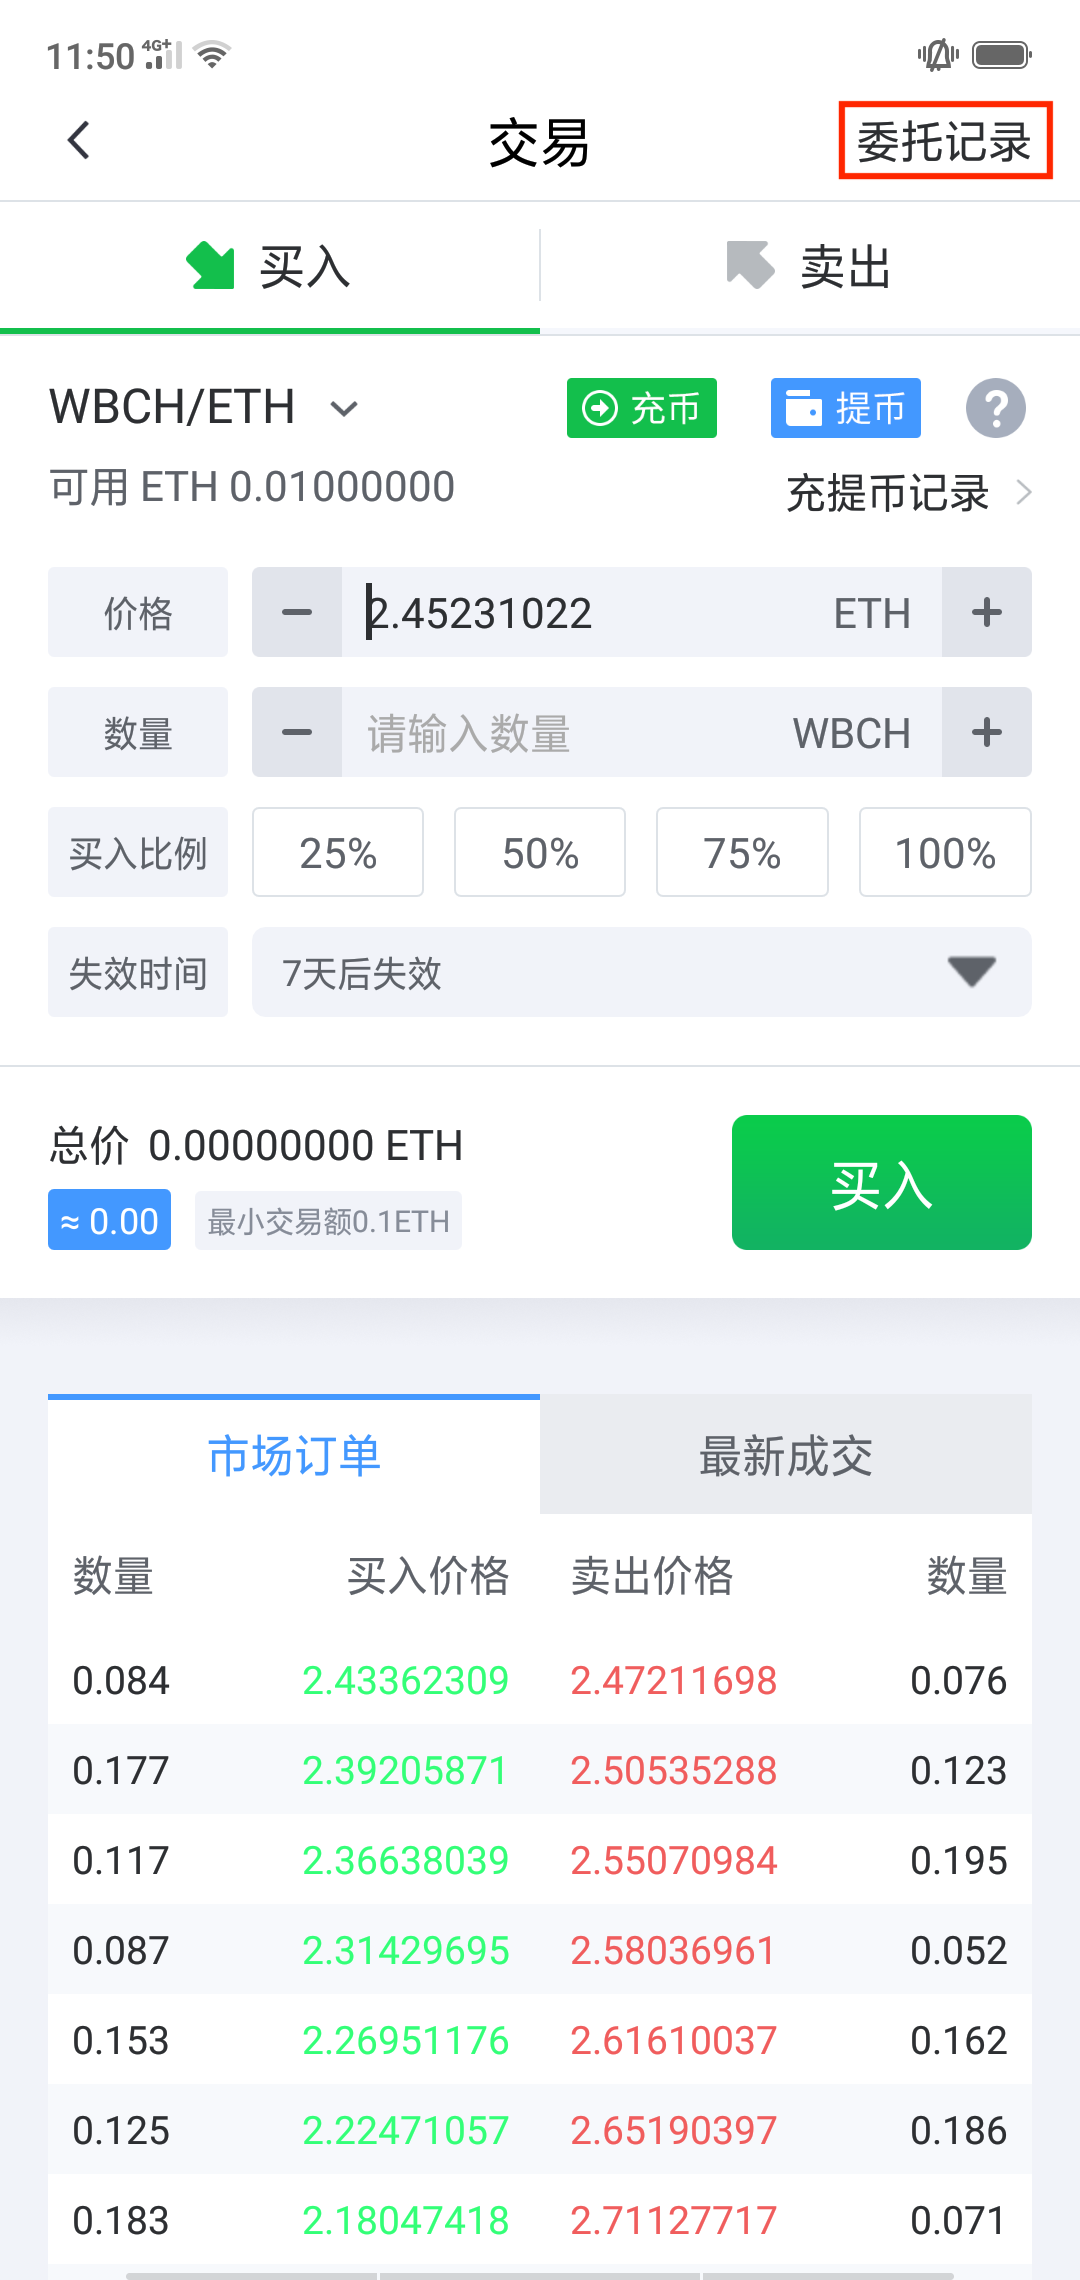 11:50 4G+
交易
委托记录
买入
卖出
WBCH/ETH
充币
提币
?
可用 ETH 0.01000000
充提币记录
价格
2.45231022
ETH
数量
请输入数量
WBCH
买入比例
25%
50%
75%
100%
失效时间
7天后失效
总价 0.00000000 ETH
≈ 0.00
最小交易额0.1ETH
买入
市场订单
最新成交
数量 买入价格 卖出价格 数量
0.084 2.43362309 2.47211698 0.076
0.177 2.39205871 2.50535288 0.123
0.117 2.36638039 2.55070984 0.195
0.087 2.31429695 2.58036961 0.052
0.153 2.26951176 2.61610037 0.162
0.125 2.22471057 2.65190397 0.186
0.183 2.18047418 2.71127717 0.071